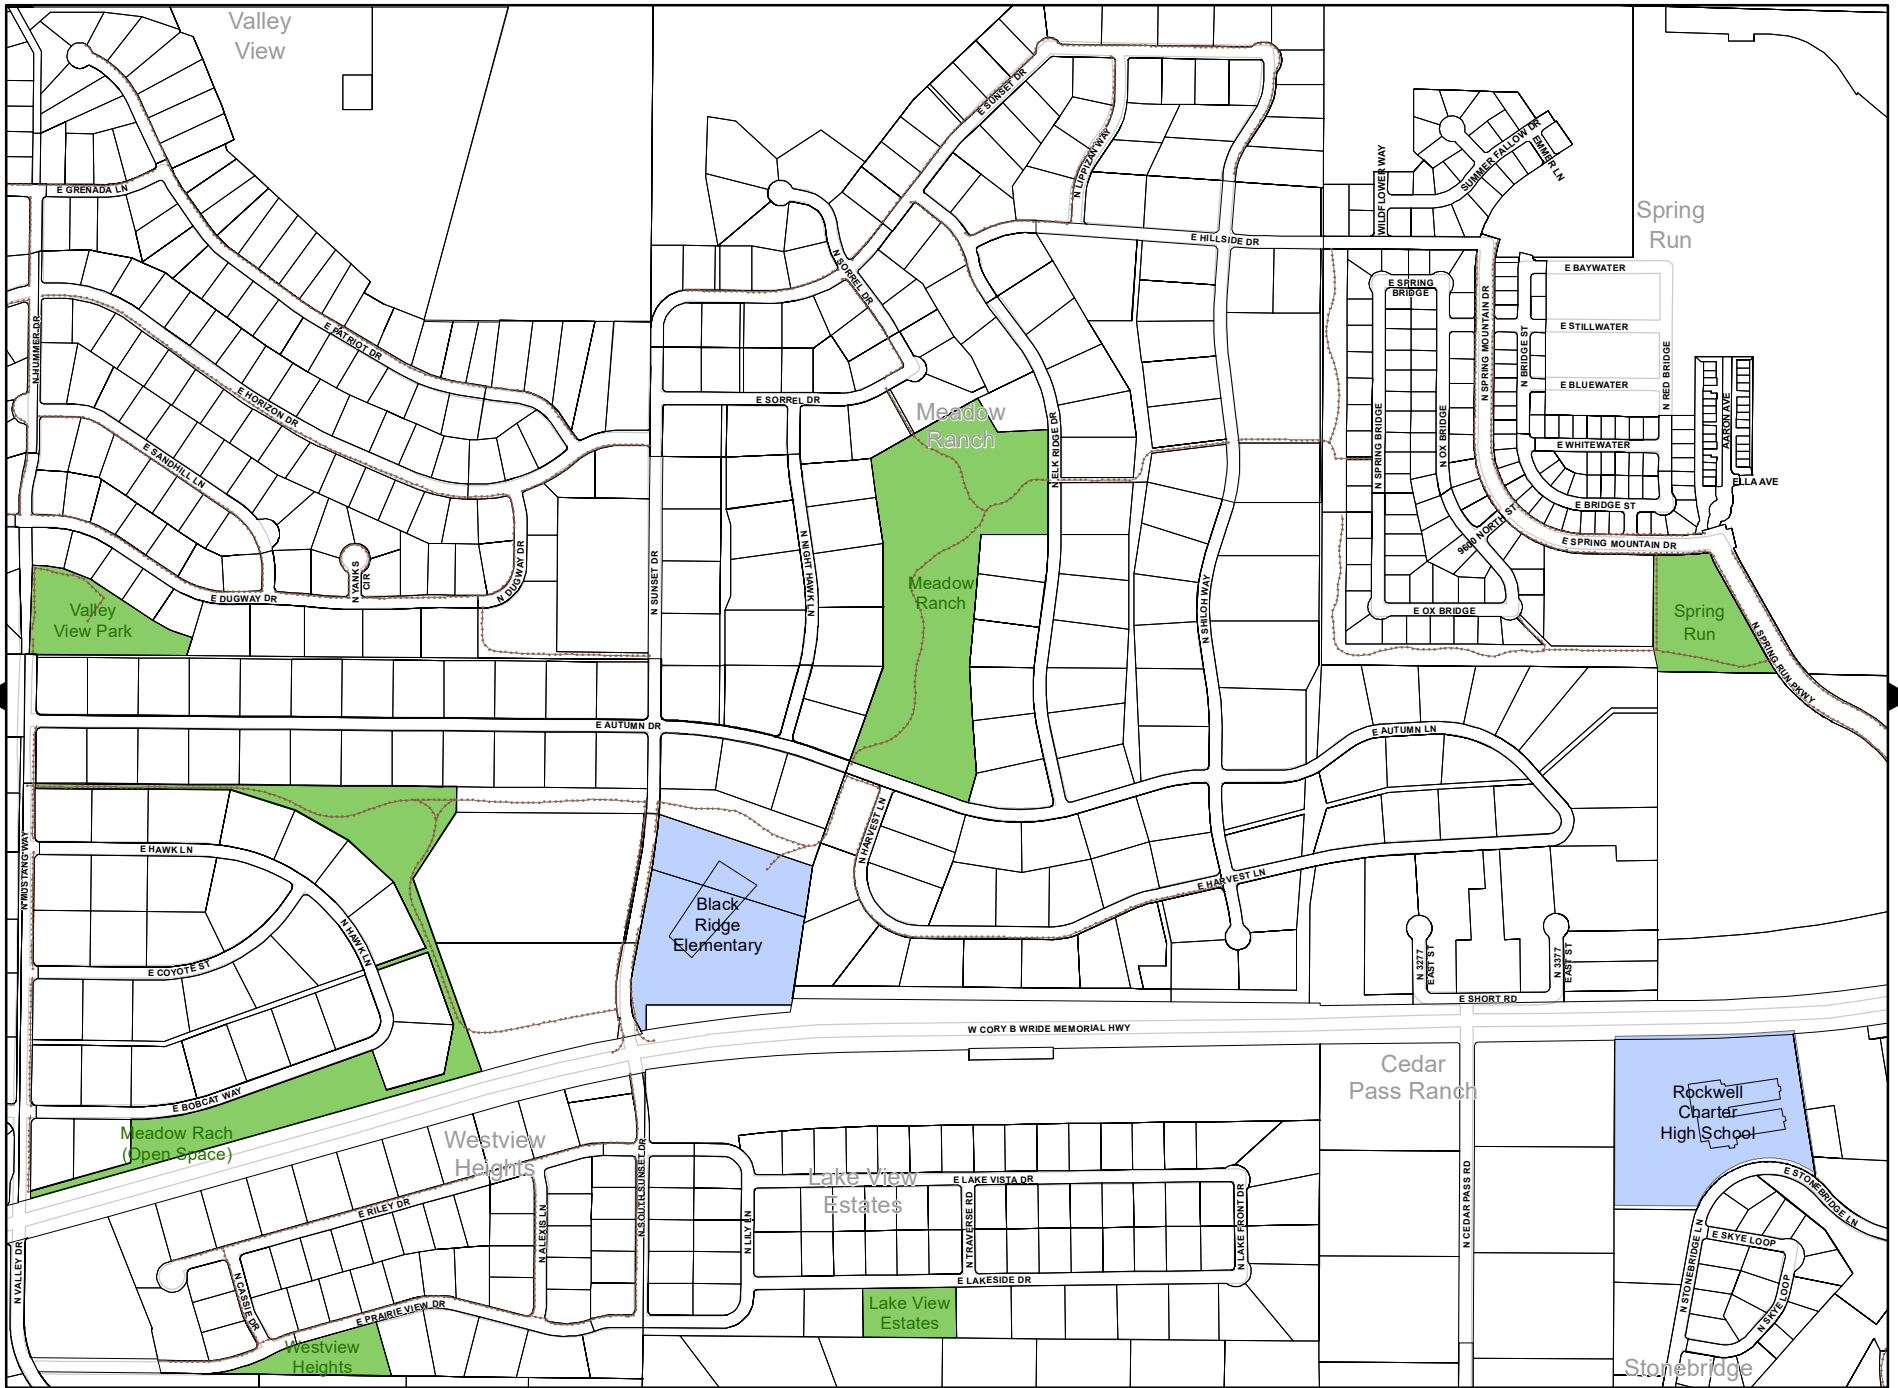 Valley
View
E SUNSET DR
N LIPPIZAN WAY
WILDFLOWER WAY
SUMMER FALLOW DR
EMMER LN
E GRENADA LN
Spring
Run
E HILLSIDE DR
N SORREL DR
E BAYWATER
E SPRING
BRIDGE
N HUMMER DR
E PATRIOT DR
N SPRING MOUNTAIN DR
E STILLWATER
N BRIDGE ST
N RED BRIDGE
E BLUEWATER
E HORIZON DR
E SORREL DR
Meadow
Ranch
N ELK RIDGE DR
N SPRING BRIDGE
N OX BRIDGE
AARON AVE
E WHITEWATER
E SANDHILL LN
ELLA AVE
E BRIDGE ST
9600 NORTH ST
E SPRING MOUNTAIN DR
N NIGHT HAWK LN
N SUNSET DR
N DUGWAY DR
N YANKS
CIR
E DUGWAY DR
Valley
View Park
Meadow
Ranch
N SHILOH WAY
E OX BRIDGE
Spring
Run
N SPRING RUN PKWY
E AUTUMN DR
E AUTUMN LN
N MUSTANG WAY
E HAWK LN
N HARVEST LN
E HARVEST LN
Black
Ridge
Elementary
N HAWK LN
E COYOTE ST
N 3277
EAST ST
N 3377
EAST ST
E SHORT RD
W CORY B WRIDE MEMORIAL HWY
Cedar
Pass Ranch
Rockwell
Charter
High School
E BOBCAT WAY
Meadow Rach
(Open Space)
Westview
Heights
N SOUTH SUNSET DR
Lake View
Estates
E LAKE VISTA DR
N TRAVERSE RD
N LAKE FRONT DR
N CEDAR PASS RD
E STONEBRIDGE LN
E RILEY DR
N ALEXIS LN
N LILY LN
E SKYE LOOP
N STONEBRIDGE LN
N SKYE LOOP
N VALLEY DR
N CASSIE DR
E LAKESIDE DR
E PRAIRIE VIEW DR
Lake View
Estates
Westview
Heights
Stonebridge